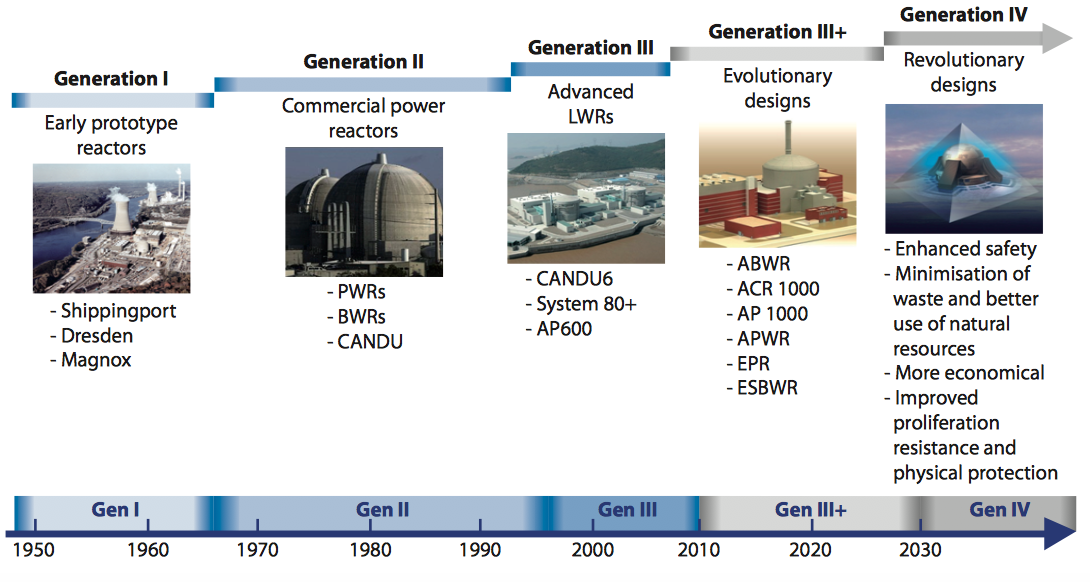 Generation I
Early prototype
reactors
- Shippingport
- Dresden
- Magnox
Generation II
Commercial power
reactors
- PWRs
- BWRs
- CANDU
Generation III
Advanced
LWRs
- CANDU6
- System 80+
- AP600
Generation III+
Evolutionary
designs
- ABWR
- ACR 1000
- AP 1000
- APWR
- EPR
- ESBWR
Generation IV
Revolutionary
designs
- Enhanced safety
- Minimisation of
waste and better
use of natural
resources
- More economical
- Improved
proliferation
resistance and
physical protection
Gen I
Gen II
Gen III
Gen III+
Gen IV
1950
1960
1970
1980
1990
2000
2010
2020
2030